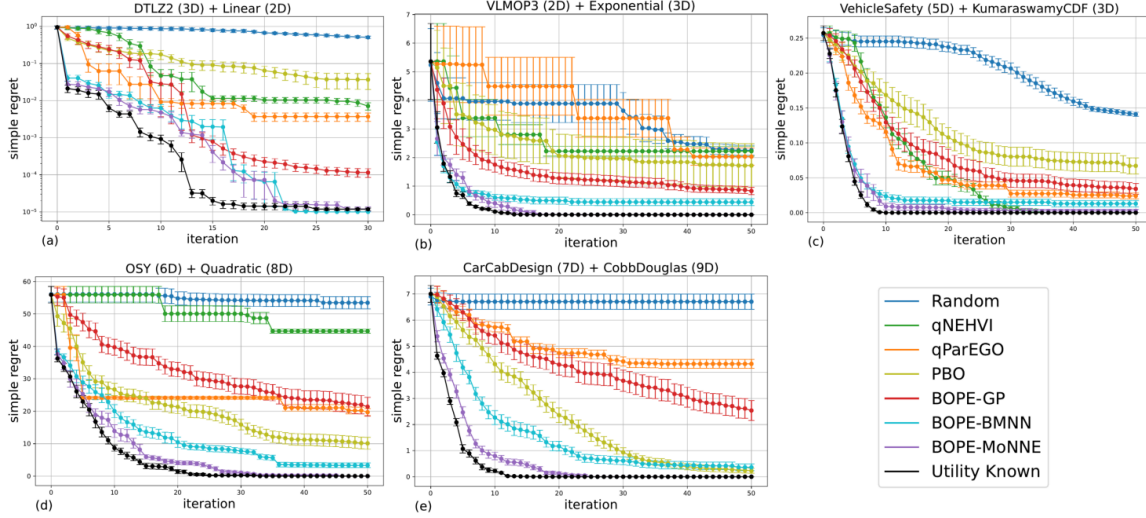 DTLZ2 (3D) + Linear (2D)
simple regret
10⁰
10⁻¹
10⁻²
10⁻³
10⁻⁴
10⁻⁵
0 10 20 30 40 50
(a)
iteration
VLMOP3 (2D) + Exponential (3D)
simple regret
7
6
5
4
3
2
1
0
0 10 20 30 40 50
(b)
iteration
VehicleSafety (5D) + KumaraswamyCDF (3D)
simple regret
0.25
0.20
0.15
0.10
0.05
0.00
0 10 20 30 40 50
(c)
iteration
OSY (6D) + Quadratic (8D)
simple regret
60
50
40
30
20
10
0
0 10 20 30 40 50
(d)
iteration
CarCabDesign (7D) + CobbDouglas (9D)
simple regret
7
6
5
4
3
2
1
0
0 10 20 30 40 50
(e)
iteration
Random
qNEHVI
qParEGO
PBO
BOPE-GP
BOPE-BMNN
BOPE-MoNNE
Utility Known